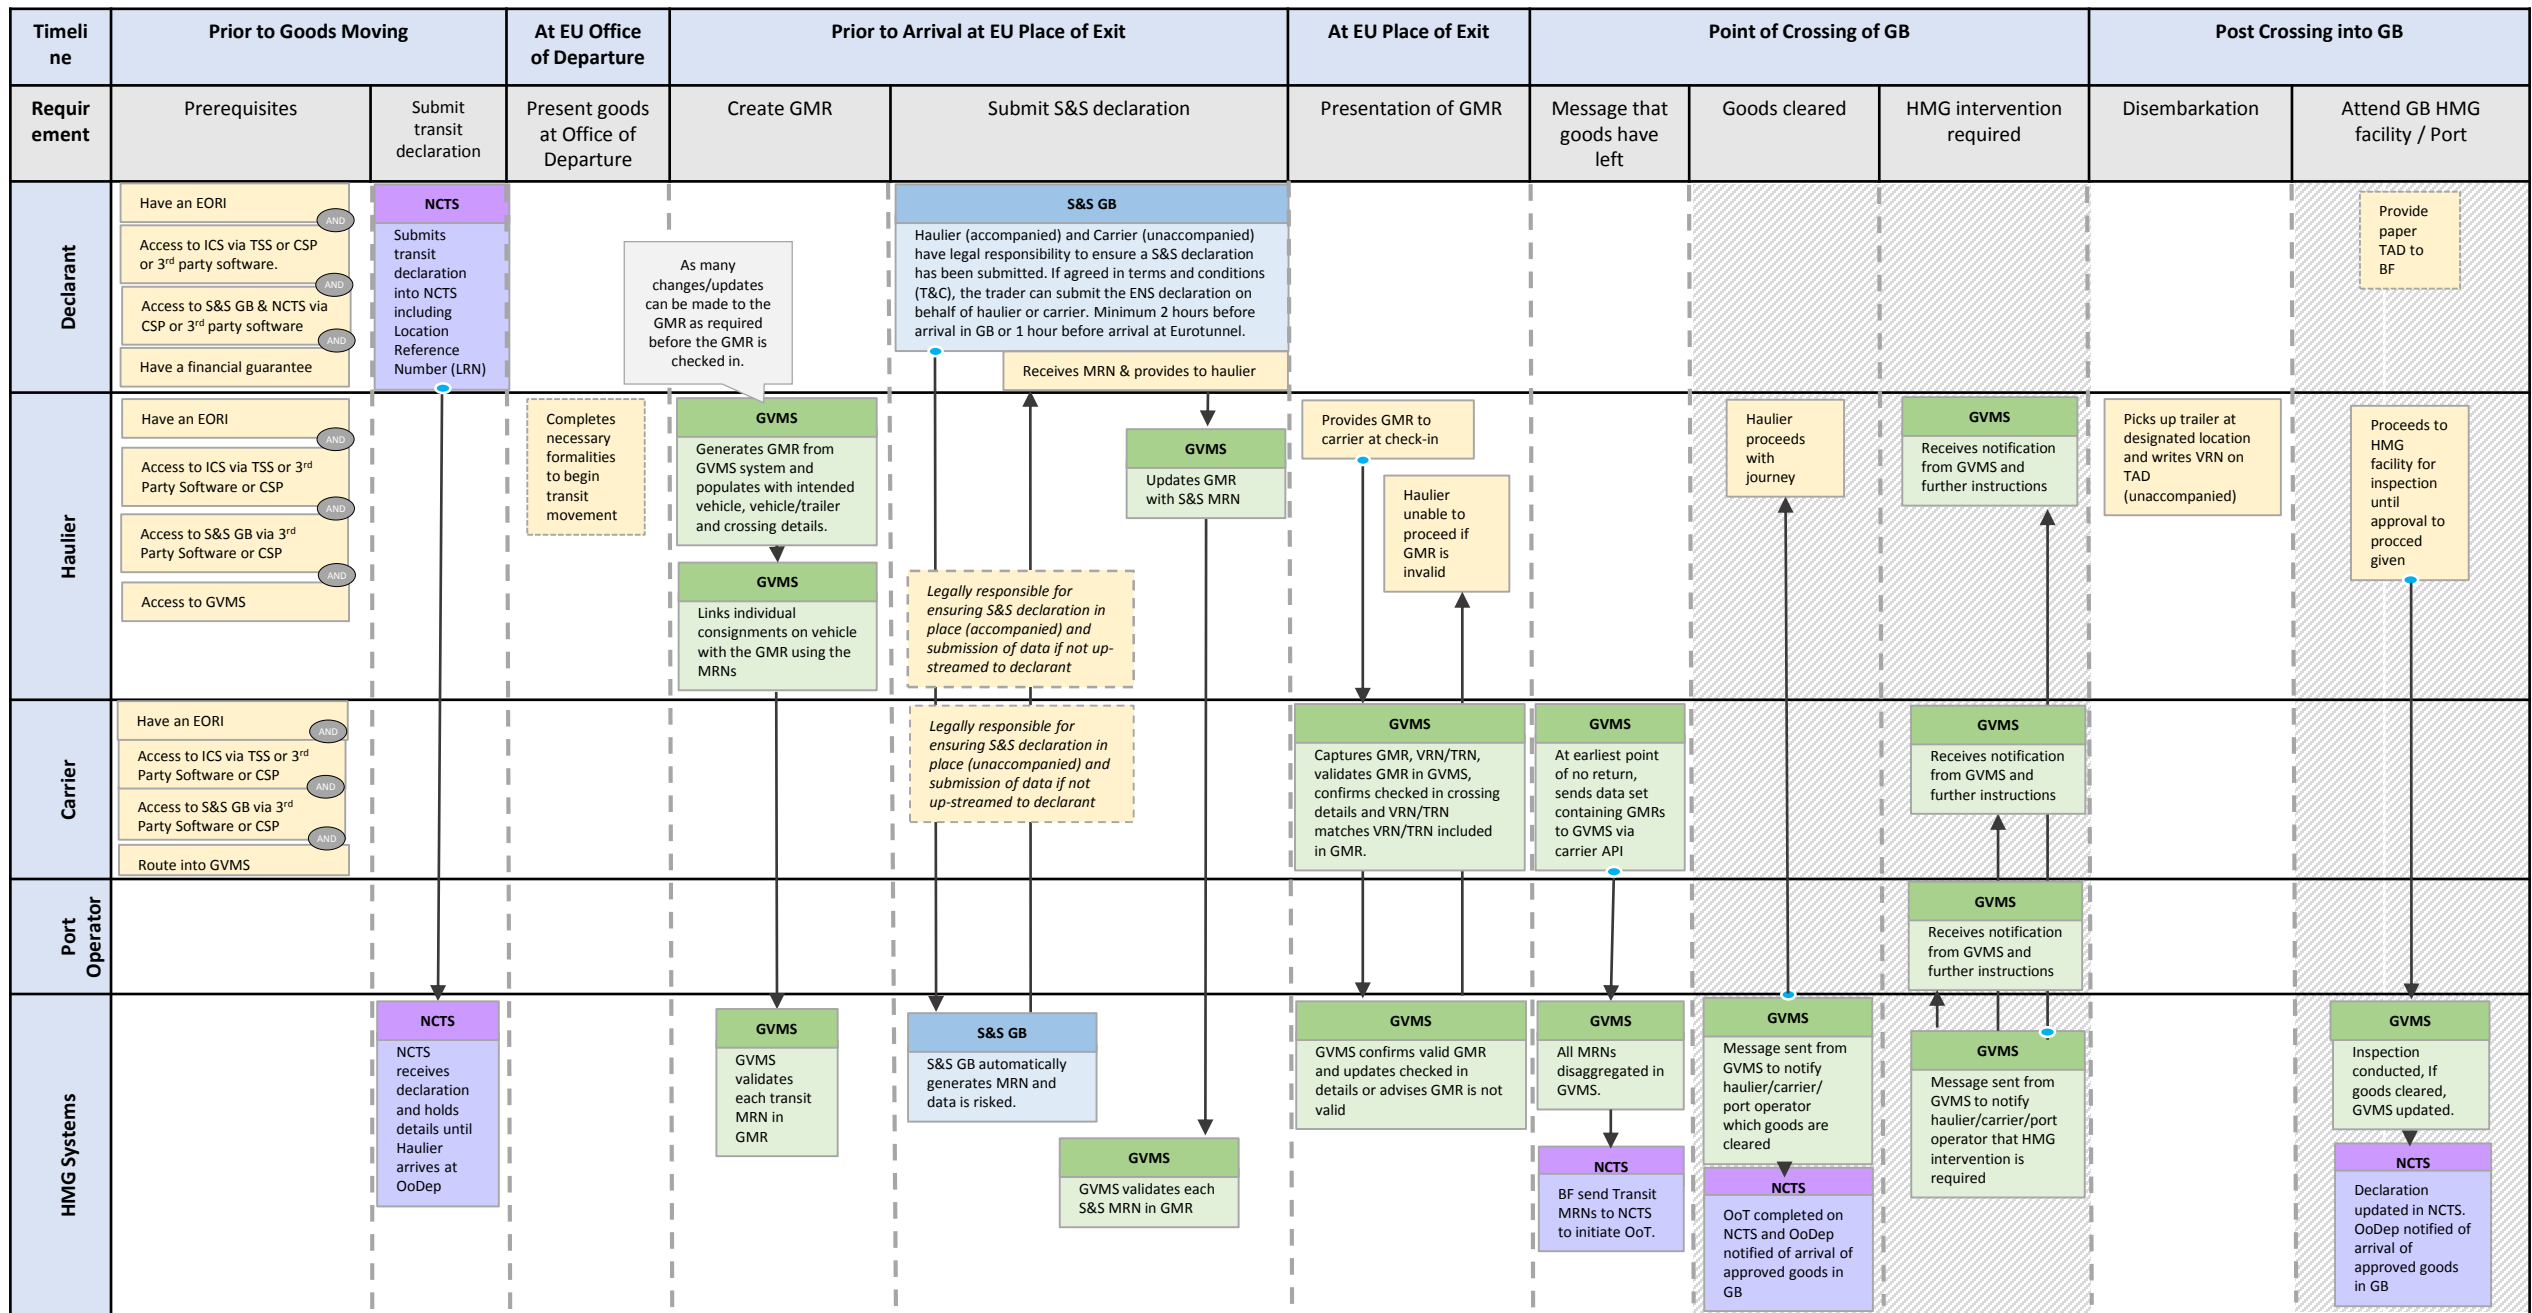 Timeli
ne
Prior to Goods Moving
At EU Office
of Departure
Prior to Arrival at EU Place of Exit
At EU Place of Exit
Point of Crossing of GB
Post Crossing into GB
Requir
ement
Prerequisites
Submit
transit
declaration
Present goods
at Office of
Departure
Create GMR
Submit S&S declaration
Presentation of GMR
Message that
goods have
left
Goods cleared
HMG intervention
required
Disembarkation
Attend GB HMG
facility / Port
Declarant
Have an EORI
AND
Access to ICS via TSS or CSP
or 3rd party software.
AND
Access to S&S GB & NCTS via
CSP or 3rd party software
AND
Have a financial guarantee
NCTS
Submits
transit
declaration
into NCTS
including
Location
Reference
Number (LRN)
As many
changes/updates
can be made to the
GMR as required
before the GMR is
checked in.
S&S GB
Haulier (accompanied) and Carrier (unaccompanied)
have legal responsibility to ensure a S&S declaration
has been submitted. If agreed in terms and conditions
(T&C), the trader can submit the ENS declaration on
behalf of haulier or carrier. Minimum 2 hours before
arrival in GB or 1 hour before arrival at Eurotunnel.
Receives MRN & provides to haulier
Provide
paper
TAD to
BF
Haulier
Have an EORI
AND
Access to ICS via TSS or 3rd
Party Software or CSP
AND
Access to S&S GB via 3rd
Party Software or CSP
AND
Access to GVMS
Completes
necessary
formalities
to begin
transit
movement
GVMS
Generates GMR from
GVMS system and
populates with intended
vehicle, vehicle/trailer
and crossing details.
GVMS
Links individual
consignments on vehicle
with the GMR using the
MRNs
Legally responsible for
ensuring S&S declaration in
place (accompanied) and
submission of data if not up-
streamed to declarant
GVMS
Updates GMR
with S&S MRN
Provides GMR to
carrier at check-in
Haulier
unable to
proceed if
GMR is
invalid
Haulier
proceeds
with
journey
GVMS
Receives notification
from GVMS and
further instructions
Picks up trailer at
designated location
and writes VRN on
TAD
(unaccompanied)
Proceeds to
HMG
facility for
inspection
until
approval to
procced
given
Carrier
Have an EORI
AND
Access to ICS via TSS or 3rd
Party Software or CSP
AND
Access to S&S GB via 3rd
Party Software or CSP
AND
Route into GVMS
Legally responsible for
ensuring S&S declaration in
place (unaccompanied) and
submission of data if not
up-streamed to declarant
GVMS
Captures GMR, VRN/TRN,
validates GMR in GVMS,
confirms checked in crossing
details and VRN/TRN
matches VRN/TRN included
in GMR.
GVMS
At earliest point
of no return,
sends data set
containing GMRs
to GVMS via
carrier API
GVMS
Receives notification
from GVMS and
further instructions
Port
Operator
GVMS
Receives notification
from GVMS and
further instructions
HMG Systems
NCTS
NCTS
receives
declaration
and holds
details until
Haulier
arrives at
OoDep
GVMS
GVMS
validates
each transit
MRN in
GMR
S&S GB
S&S GB automatically
generates MRN and
data is risked.
GVMS
GVMS validates each
S&S MRN in GMR
GVMS
GVMS confirms valid GMR
and updates checked in
details or advises GMR is not
valid
GVMS
All MRNs
disaggregated in
GVMS.
NCTS
BF send Transit
MRNs to NCTS
to initiate OoT.
GVMS
Message sent from
GVMS to notify
haulier/carrier/
port operator
which goods are
cleared
NCTS
OoT completed on
NCTS and OoDep
notified of arrival of
approved goods in
GB
GVMS
Message sent from
GVMS to notify
haulier/carrier/port
operator that HMG
intervention is
required
GVMS
Inspection
conducted, If
goods cleared,
GVMS updated.
NCTS
Declaration
updated in NCTS.
OoDep notified of
arrival of
approved goods
in GB